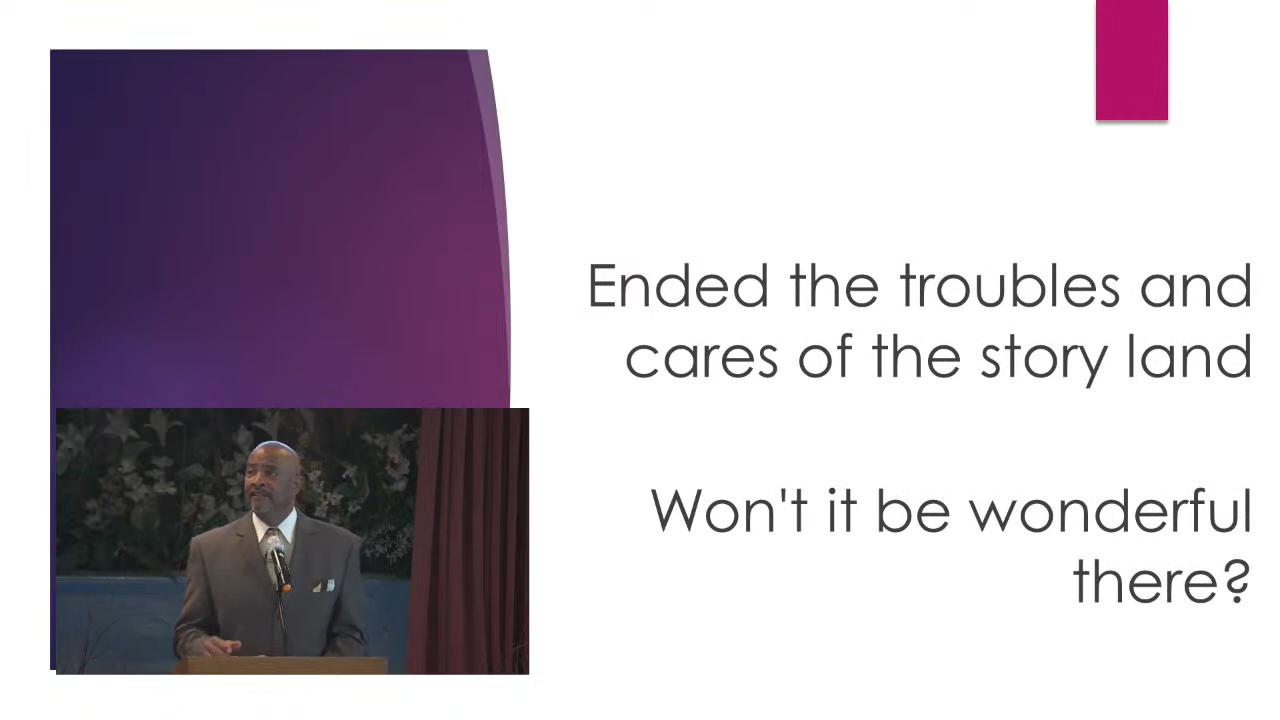 Ended the troubles and
cares of the story land
Won't it be wonderful
there?